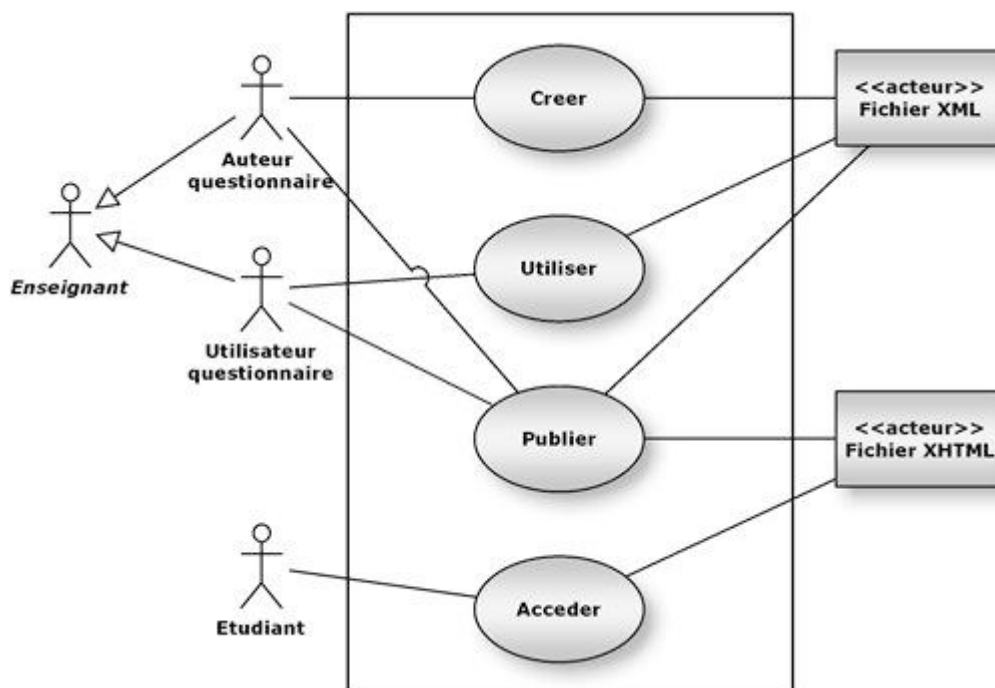 Creer
<<acteur>>
Fichier XML
Auteur
questionnaire
Enseignant
Utiliser
Utilisateur
questionnaire
Publier
<<acteur>>
Fichier XHTML
Etudiant
Acceder